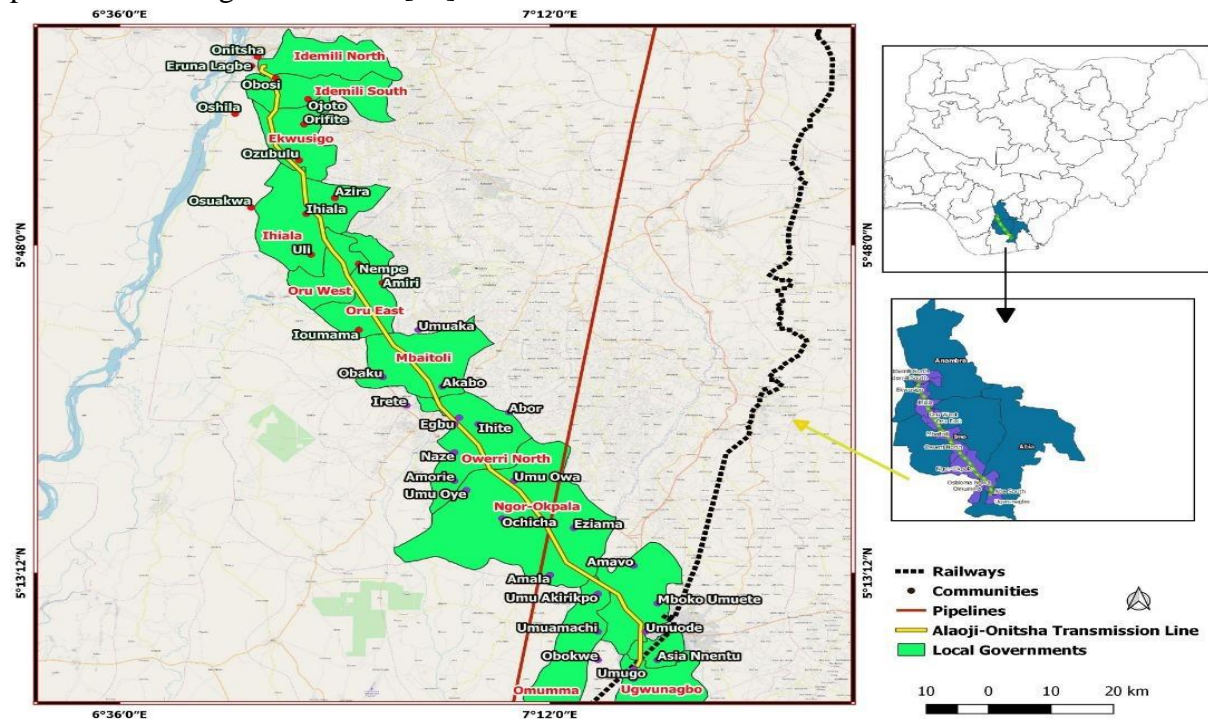 6°36'0"E
7°12'0"E
Onitsha
Idemili North
Eruna Lagbe
Obosi
Idemili South
Oshila
Ojoto
Orifite
Ekwusigo
Ozubulu
Azira
Osuakwa
Ihiala
Ihiala
Uli
Nempe
Amiri
Oru West
Oru East
Ioumama
Umuaka
Mbaitoli
Obaku
Akabo
Irete
Abor
Egbu
Ihite
Naze
Owerri North
Amorie
Umu Owa
Umu Oye
Ngor-Okpala
Ochicha
Eziama
Amavo
Amala
Umu Akirikpo
Mboko Umuete
Umuamachi
Umuode
Obokwe
Asia Nnentu
Umugo
Omumma
Ugwunagbo
5°48'0"N
5°13'12"N
5°48'0"N
5°13'12"N
6°36'0"E
7°12'0"E
Anambra
Imo
Abia
Railways
Communities
Pipelines
Alaoji-Onitsha Transmission Line
Local Governments
10 0 10 20 km